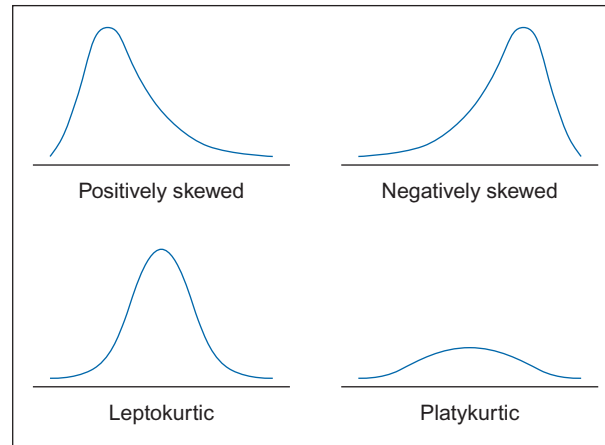 Positively skewed
Negatively skewed
Leptokurtic
Platykurtic